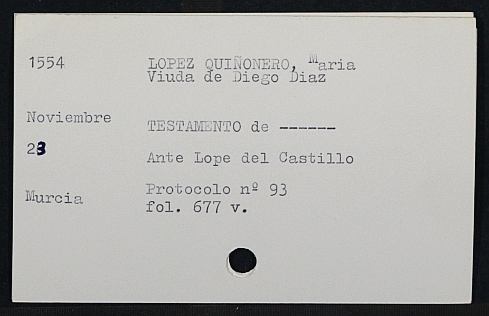 1554
LOPEZ QUIÑONERO, Maria
Viuda de Diego Diaz
Noviembre
TESTAMENTO de ------
23
Ante Lope del Castillo
Murcia
Protocolo nº 93
fol. 677 v.